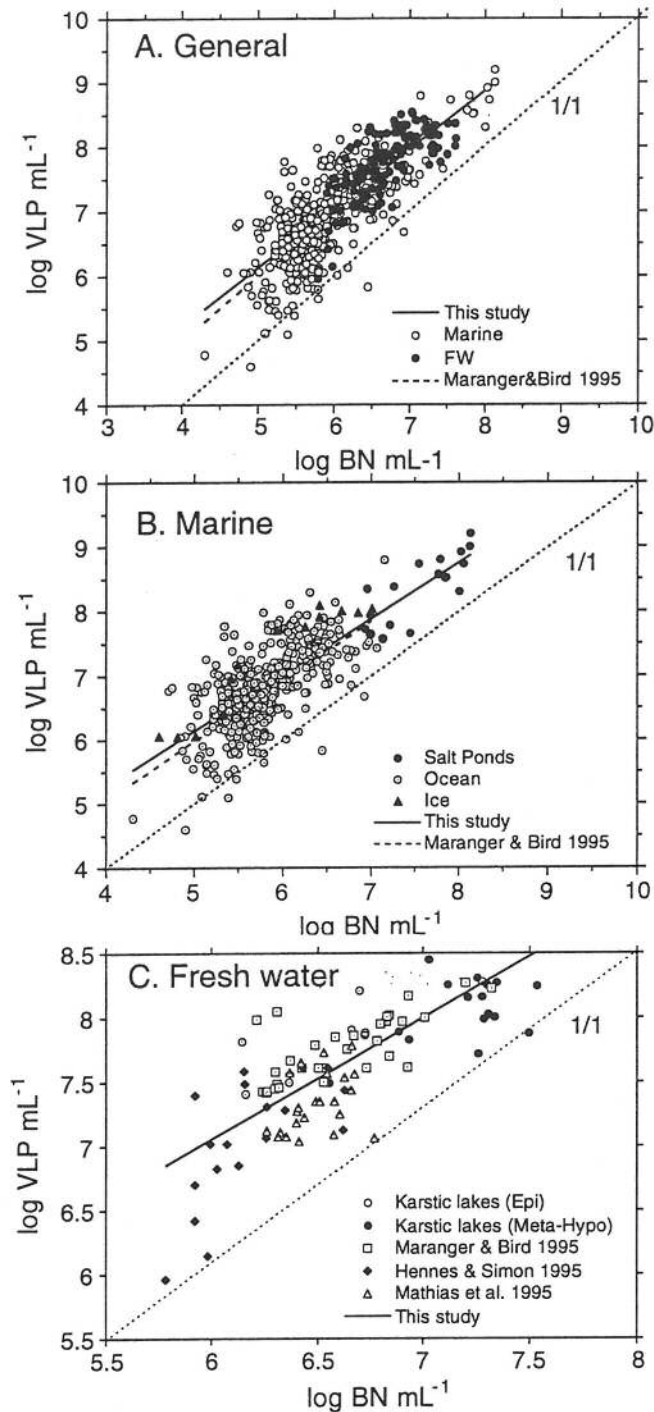 A. General
10
9
8
7
6
5
4
log VLP mL-1
1/1
This study
Marine
FW
Maranger&Bird 1995
3 4 5 6 7 8 9 10
log BN mL-1
B. Marine
10
9
8
7
6
5
4
log VLP mL-1
1/1
Salt Ponds
Ocean
Ice
This study
Maranger & Bird 1995
4 5 6 7 8 9 10
log BN mL-1
C. Fresh water
8.5
8
7.5
7
6.5
6
5.5
log VLP mL-1
1/1
Karstic lakes (Epi)
Karstic lakes (Meta-Hypo)
Maranger & Bird 1995
Hennes & Simon 1995
Mathias et al. 1995
This study
5.5 6 6.5 7 7.5 8
log BN mL-1